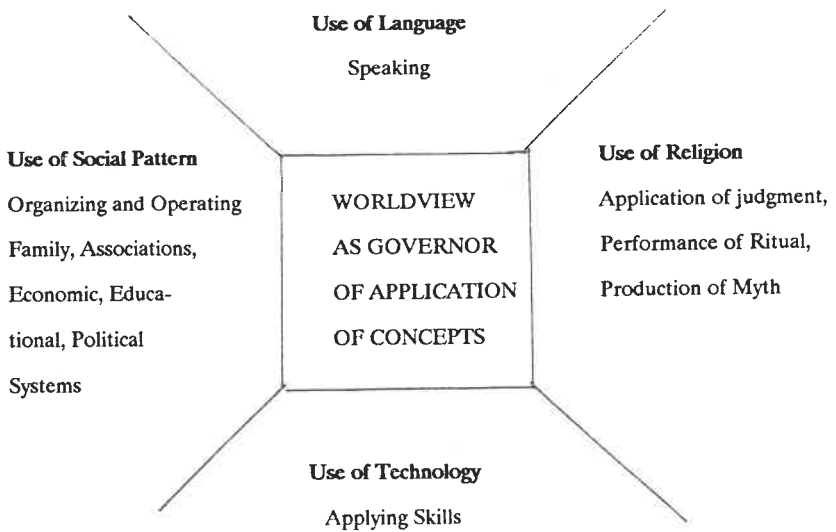 Use of Language
Speaking
Use of Social Pattern
Organizing and Operating
Family, Associations,
Economic, Educa-
tional, Political
Systems
WORLDVIEW
AS GOVERNOR
OF APPLICATION
OF CONCEPTS
Use of Religion
Application of judgment,
Performance of Ritual,
Production of Myth
Use of Technology
Applying Skills